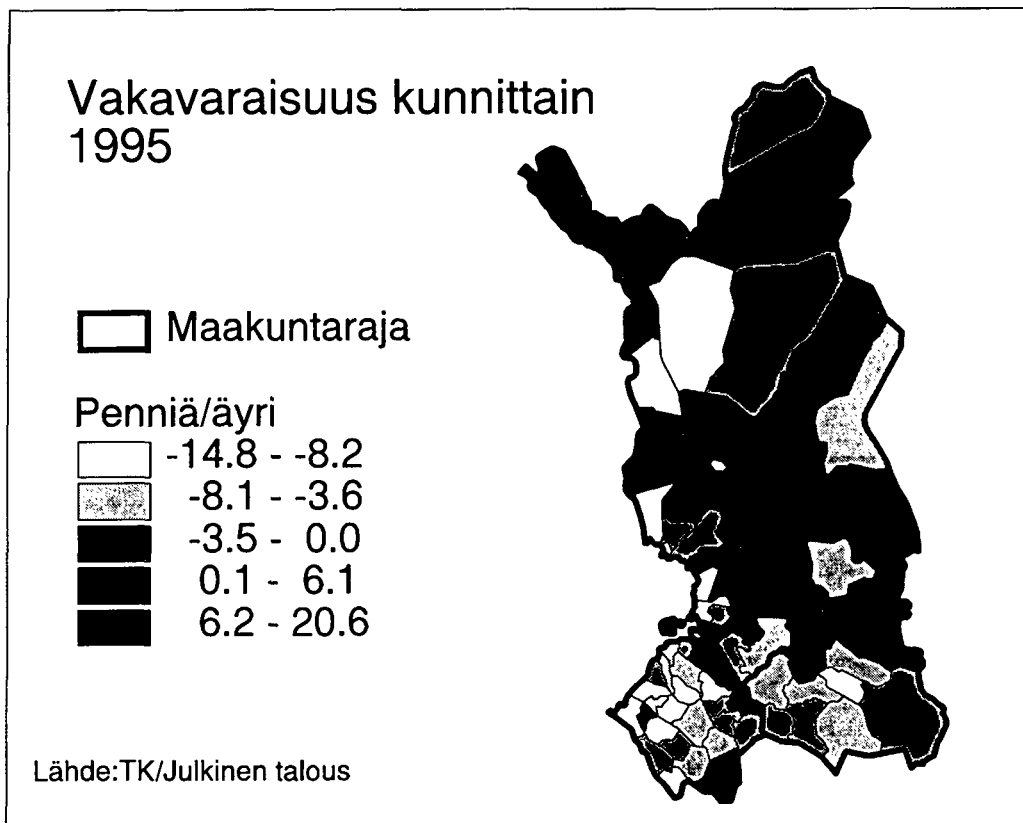 Vakavaraisuus kunnittain
1995
Maakuntaraja
Penniä/äyri
-14.8 - -8.2
-8.1 - -3.6
-3.5 - 0.0
0.1 - 6.1
6.2 - 20.6
Lähde:TK/Julkinen talous